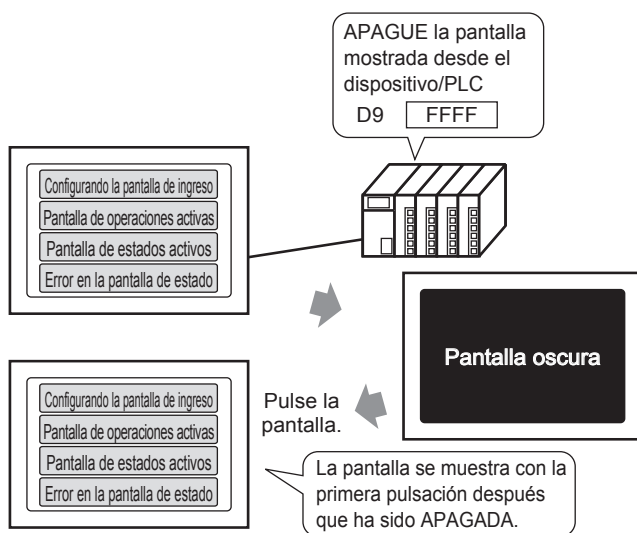 APAGUE la pantalla
mostrada desde el
dispositivo/PLC
D9 FFFF
Configurando la pantalla de ingreso
Pantalla de operaciones activas
Pantalla de estados activos
Error en la pantalla de estado
Pantalla oscura
Pulse la
pantalla.
Configurando la pantalla de ingreso
Pantalla de operaciones activas
Pantalla de estados activos
Error en la pantalla de estado
La pantalla se muestra con la
primera pulsación después
que ha sido APAGADA.